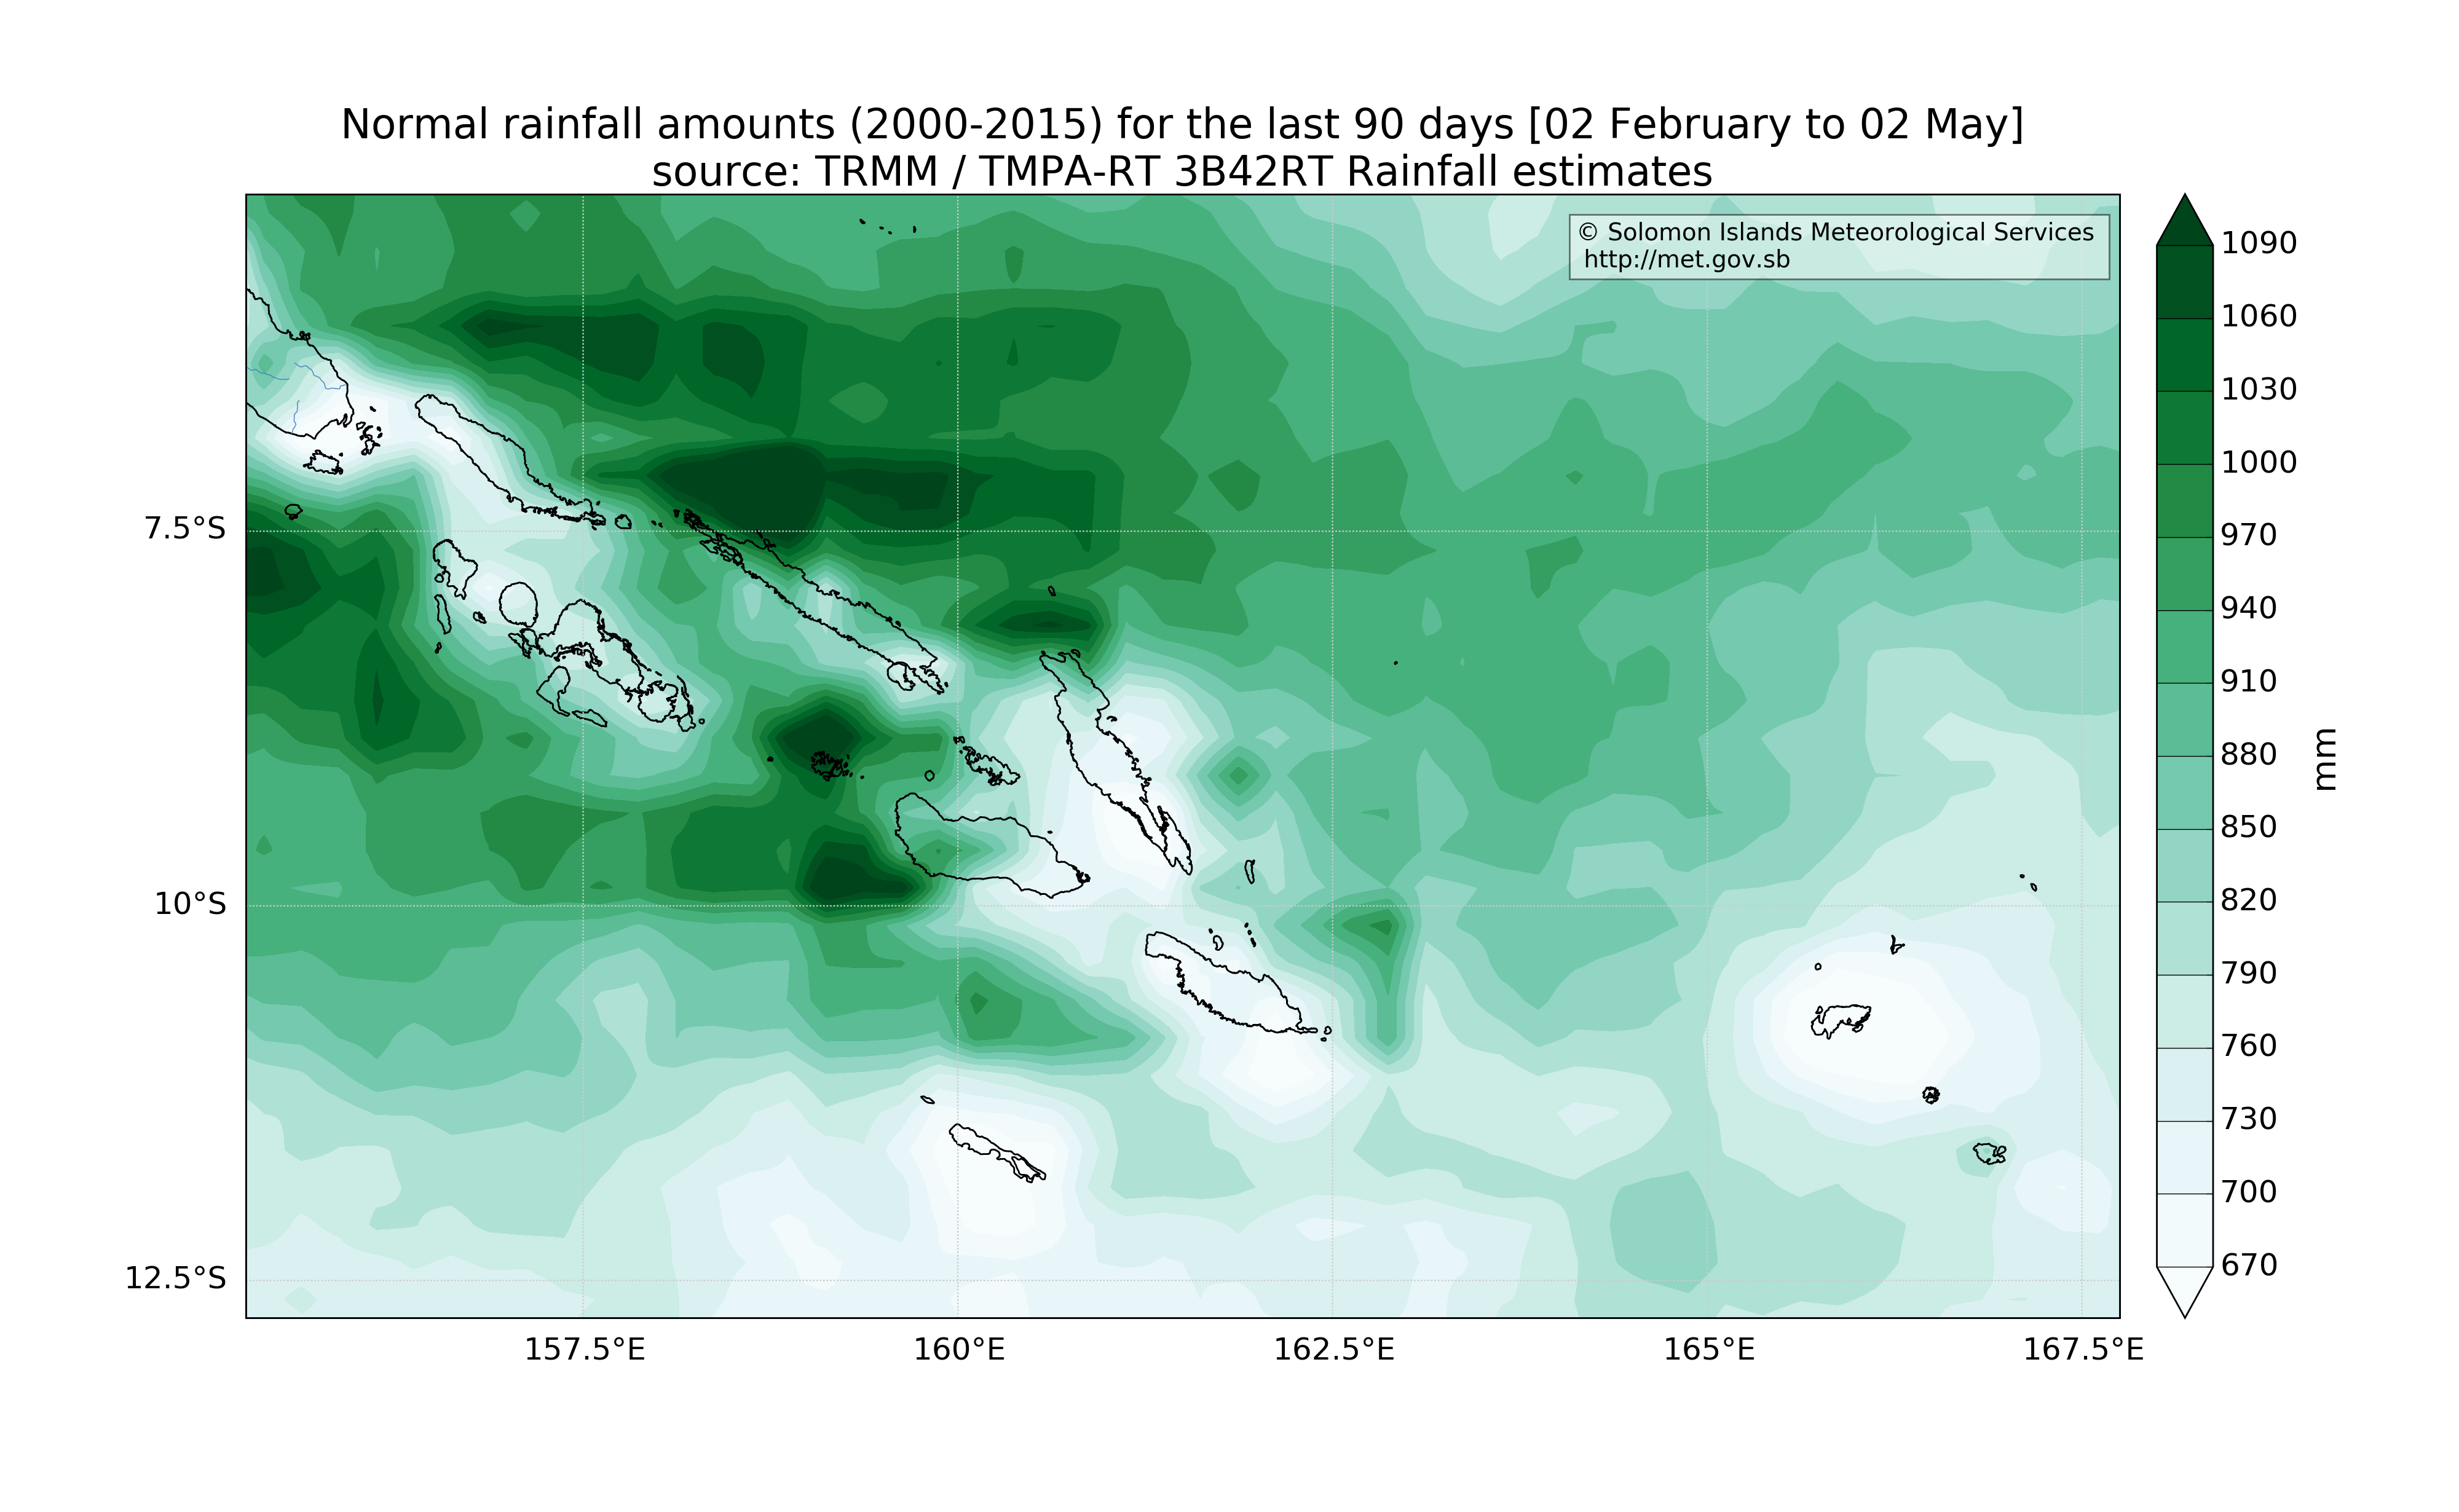 Normal rainfall amounts (2000-2015) for the last 90 days [02 February to 02 May]
source: TRMM / TMPA-RT 3B42RT Rainfall estimates
© Solomon Islands Meteorological Services
http://met.gov.sb
7.5°S
10°S
12.5°S
157.5°E
160°E
162.5°E
165°E
167.5°E
1090
1060
1030
1000
970
940
910
880
850
820
790
760
730
700
670
mm